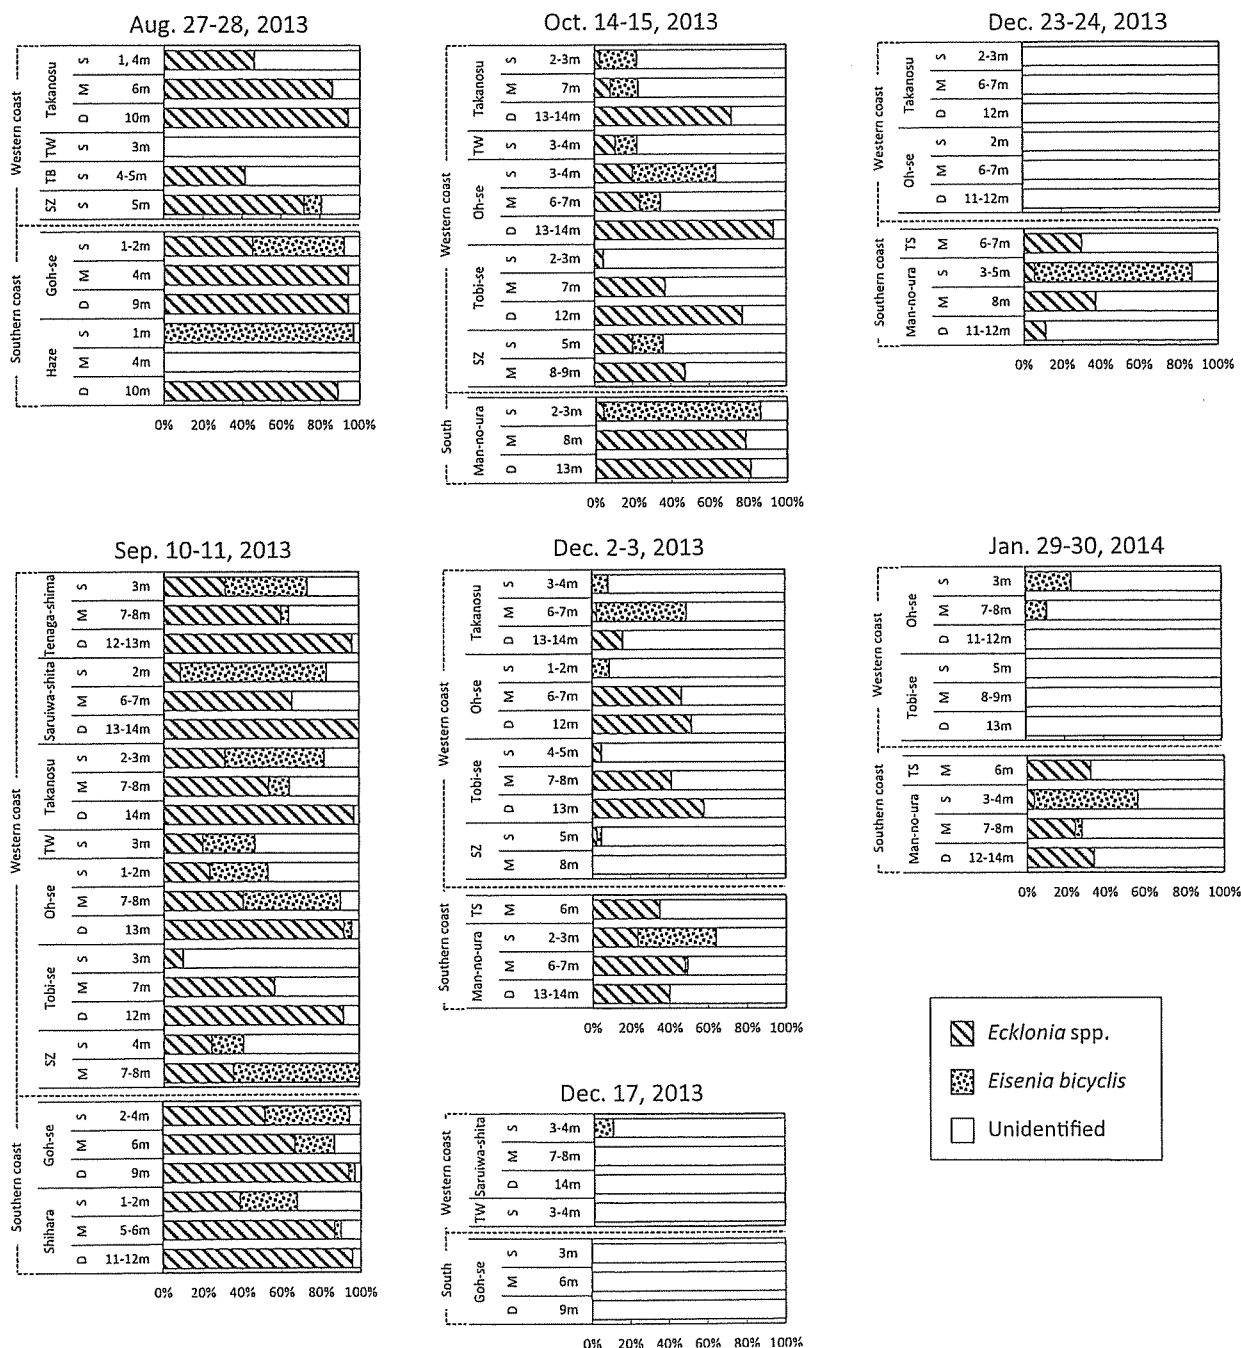 Aug. 27-28, 2013
Western coast
Takanosu
S 1, 4m
M 6m
D 10m
TW S 3m
TB S 4-5m
SZ S 5m
Southern coast
Goh-se
S 1-2m
M 4m
D 9m
Haze
S 1m
M 4m
D 10m
0% 20% 40% 60% 80% 100%
Oct. 14-15, 2013
Western coast
Takanosu
S 2-3m
M 7m
D 13-14m
TW S 3-4m
Oh-se
S 3-4m
M 6-7m
D 13-14m
Tobi-se
S 2-3m
M 7m
D 12m
SZ
S 5m
M 8-9m
South
Man-no-ura
S 2-3m
M 8m
D 13m
0% 20% 40% 60% 80% 100%
Dec. 23-24, 2013
Western coast
Takanosu
S 2-3m
M 6-7m
D 12m
Oh-se
S 2m
M 6-7m
D 11-12m
Southern coast
TS M 6-7m
Man-no-ura
S 3-5m
M 8m
D 11-12m
0% 20% 40% 60% 80% 100%
Sep. 10-11, 2013
Western coast
Tenaga-shima
S 3m
M 7-8m
D 12-13m
Saruiwa-shita
S 2m
M 6-7m
D 13-14m
Takanosu
S 2-3m
M 7-8m
D 14m
TW S 3m
Oh-se
S 1-2m
M 7-8m
D 13m
Tobi-se
S 3m
M 7m
D 12m
SZ
S 4m
M 7-8m
Southern coast
Goh-se
S 2-4m
M 6m
D 9m
Shihara
S 1-2m
M 5-6m
D 11-12m
0% 20% 40% 60% 80% 100%
Dec. 2-3, 2013
Western coast
Takanosu
S 3-4m
M 6-7m
D 13-14m
Oh-se
S 1-2m
M 6-7m
D 12m
Tobi-se
S 4-5m
M 7-8m
D 13m
SZ
S 5m
M 8m
Southern coast
TS M 6m
Man-no-ura
S 2-3m
M 6-7m
D 13-14m
0% 20% 40% 60% 80% 100%
Dec. 17, 2013
Western coast
Saruiwa-shita
S 3-4m
M 7-8m
D 14m
TW S 3-4m
South
Goh-se
S 3m
M 6m
D 9m
0% 20% 40% 60% 80% 100%
Jan. 29-30, 2014
Western coast
Oh-se
S 3m
M 7-8m
D 11-12m
Tobi-se
S 5m
M 8-9m
D 13m
Southern coast
TS M 6m
Man-no-ura
S 3-4m
M 7-8m
D 12-14m
0% 20% 40% 60% 80% 100%
Ecklonia spp.
Eisenia bicyclis
Unidentified